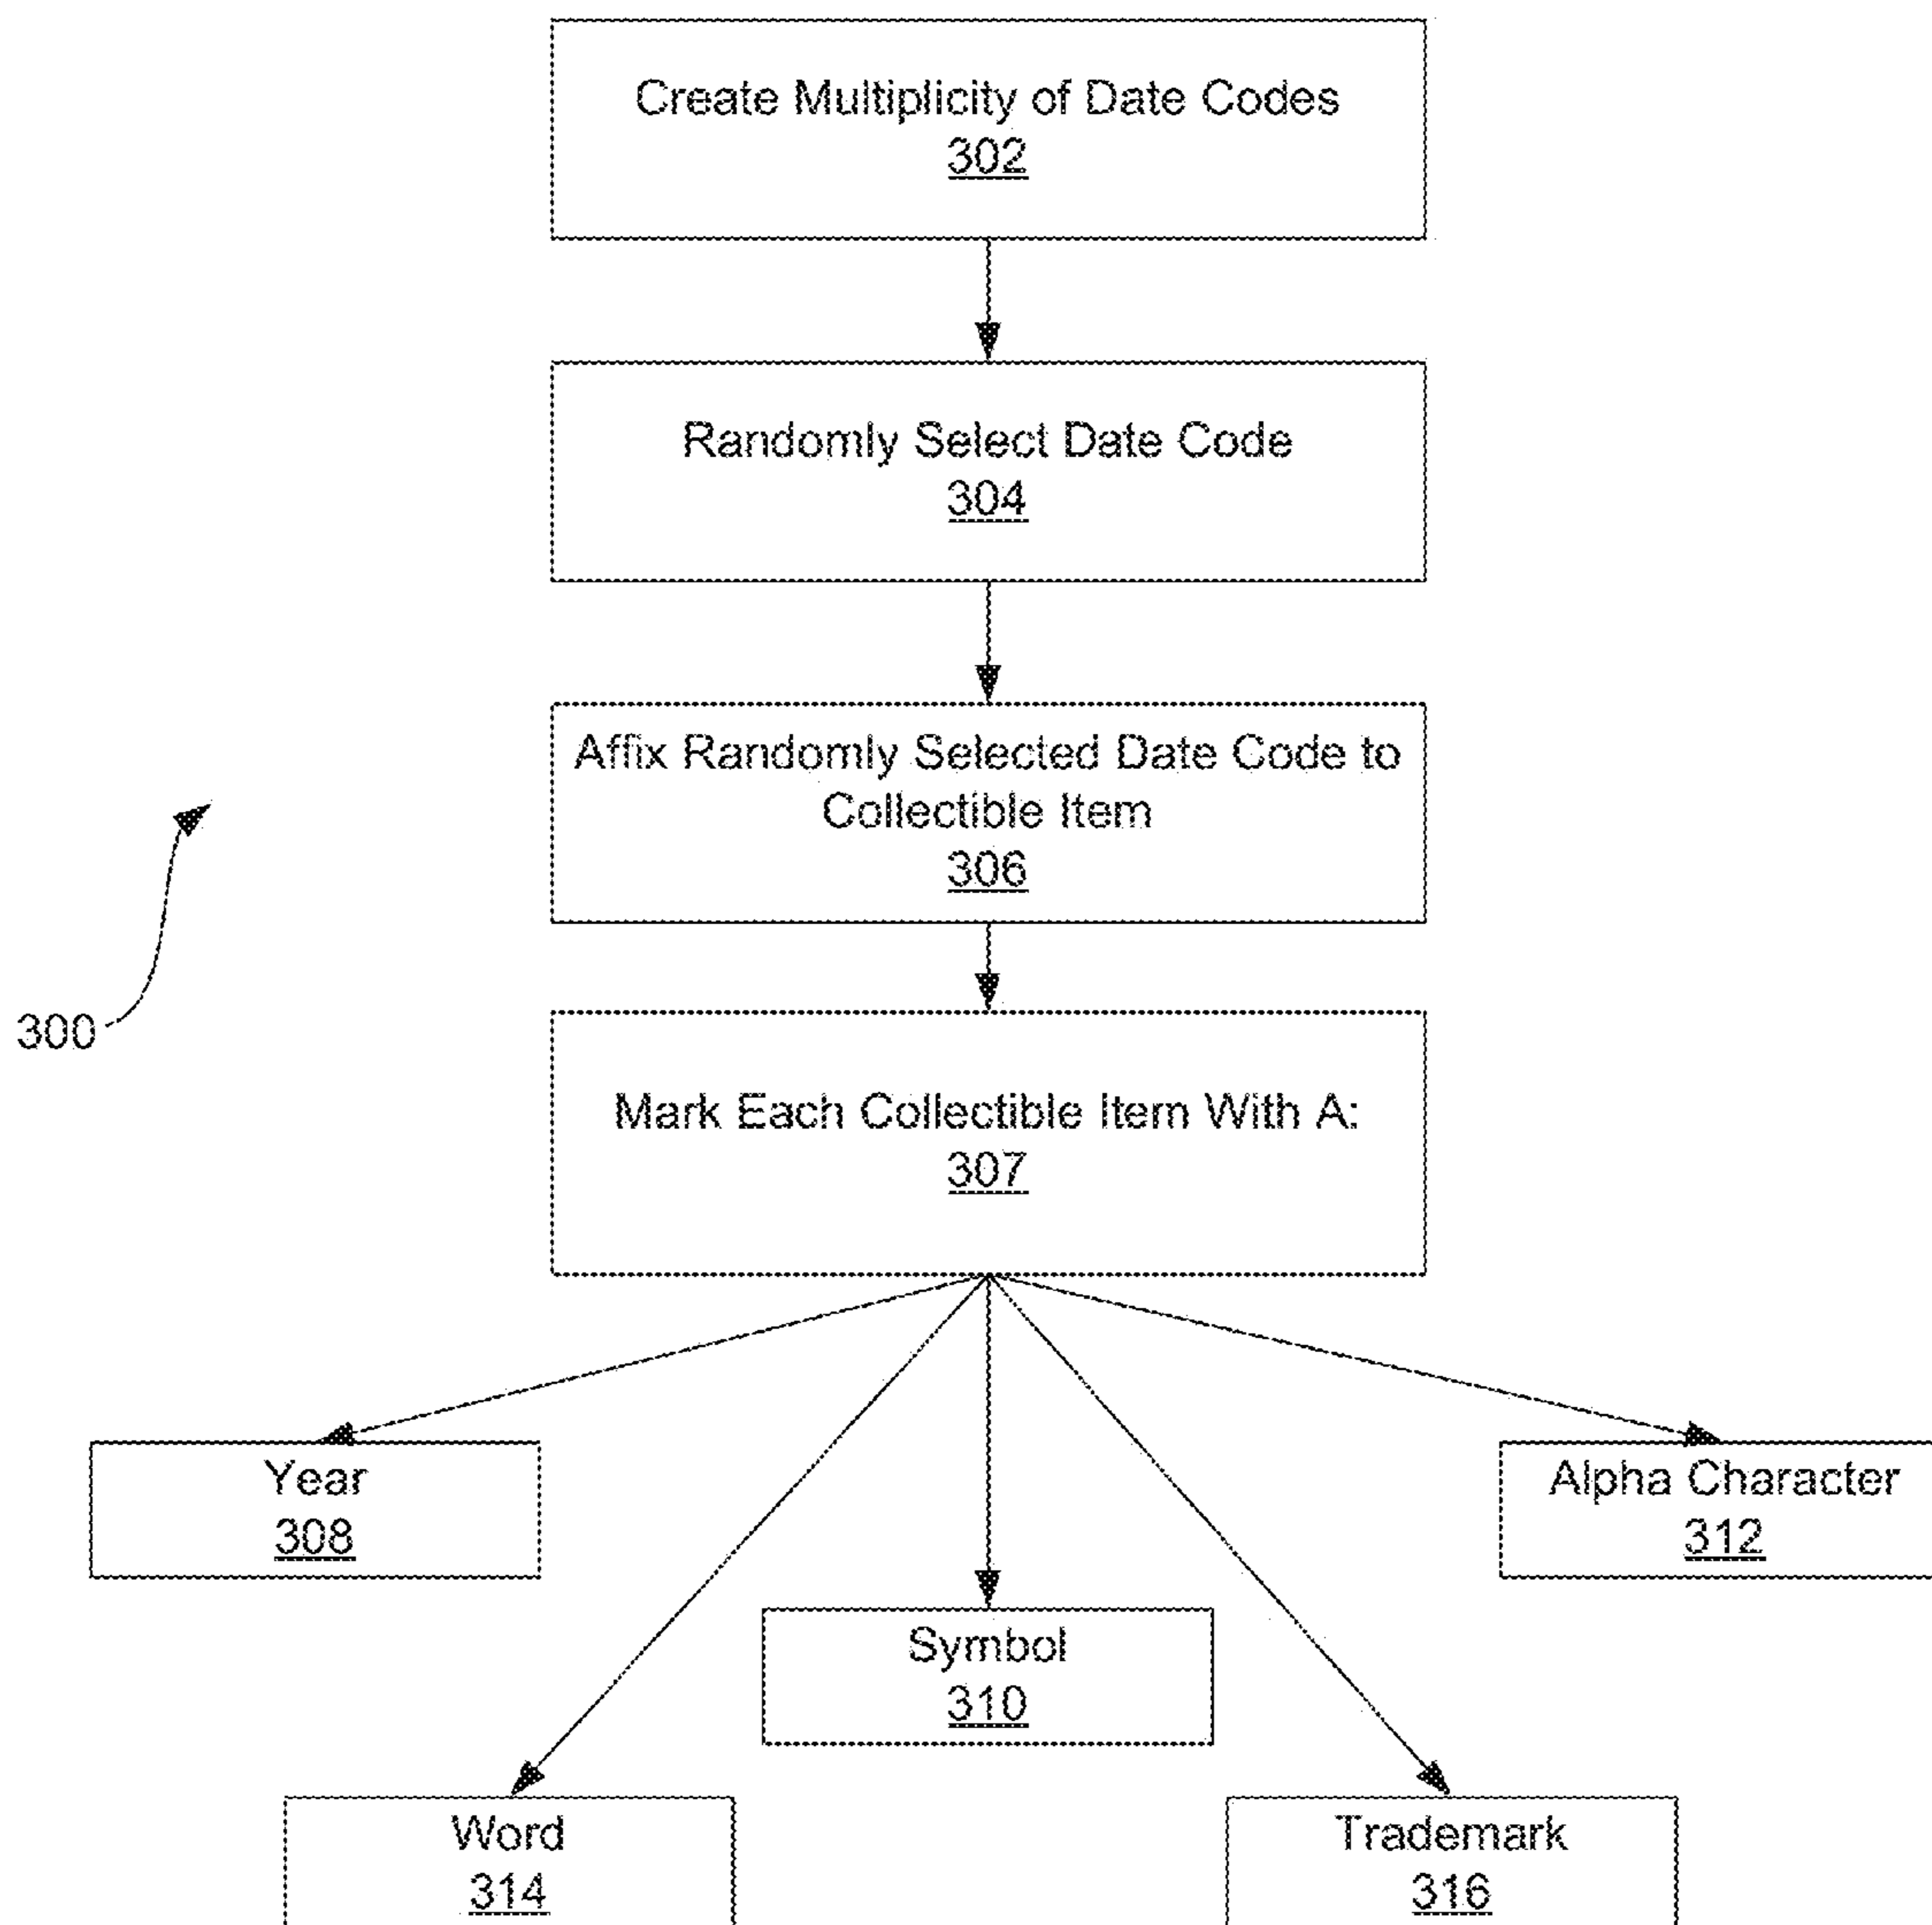 Create Multiplicity of Date Codes
302
Randomly Select Date Code
304
Affix Randomly Selected Date Code to
Collectible Item
306
300
Mark Each Collectible Item With A:
307
Year
308
Alpha Character
312
Symbol
310
Word
314
Trademark
316